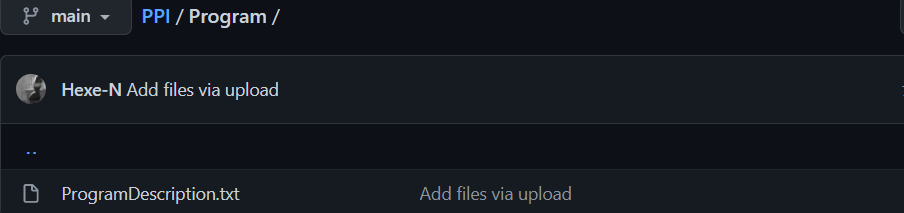 main PPI / Program /
Hexe-N Add files via upload
..
ProgramDescription.txt Add files via upload